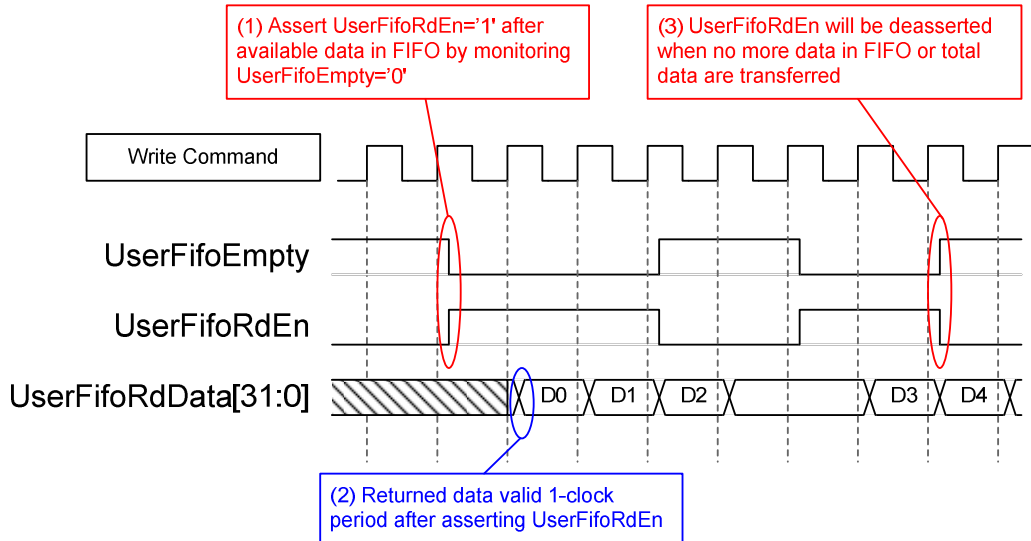 (1) Assert UserFifoRdEn='1' after
available data in FIFO by monitoring
UserFifoEmpty='0'
(3) UserFifoRdEn will be deasserted
when no more data in FIFO or total
data are transferred
Write Command
UserFifoEmpty
UserFifoRdEn
UserFifoRdData[31:0]
D0
D1
D2
D3
D4
(2) Returned data valid 1-clock
period after asserting UserFifoRdEn